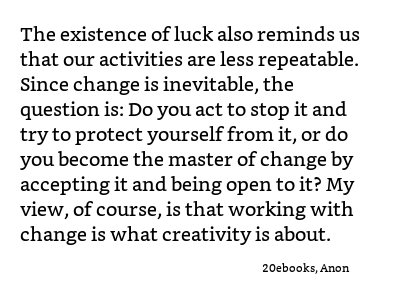 The existence of luck also reminds us
that our activities are less repeatable.
Since change is inevitable, the
question is: Do you act to stop it and
try to protect yourself from it, or do
you become the master of change by
accepting it and being open to it? My
view, of course, is that working with
change is what creativity is about.
20ebooks, Anon